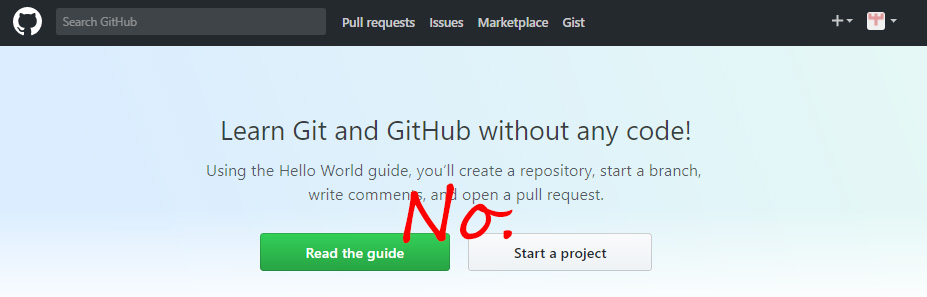 Search GitHub
Pull requests
Issues
Marketplace
Gist
Learn Git and GitHub without any code!
Using the Hello World guide, you’ll create a repository, start a branch,
write comments, and open a pull request.
No.
Read the guide
Start a project